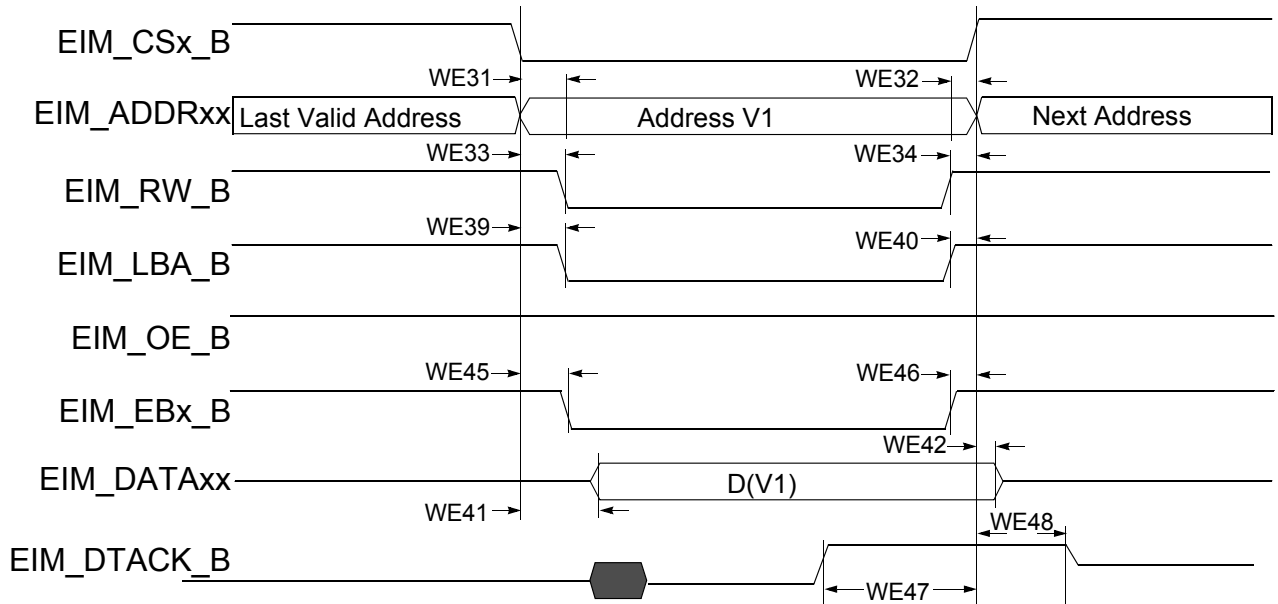 EIM_CSx_B
WE31
WE32
EIM_ADDRxx
Last Valid Address
Address V1
Next Address
WE33
WE34
EIM_RW_B
WE39
WE40
EIM_LBA_B
EIM_OE_B
WE45
WE46
EIM_EBx_B
WE42
EIM_DATAxx
D(V1)
WE41
WE48
EIM_DTACK_B
WE47